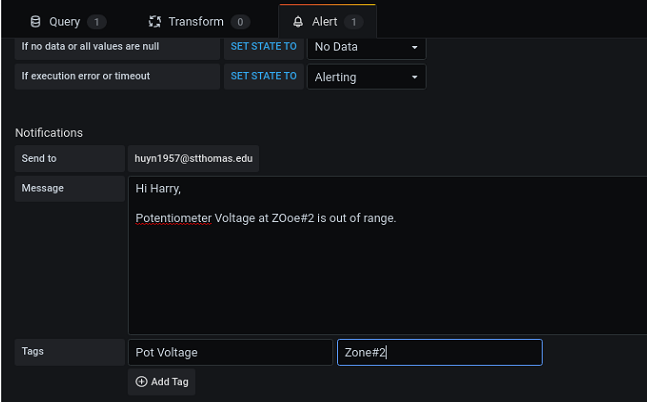 Query 1 Transform 0 Alert 1
If no data or all values are null SET STATE TO No Data
If execution error or timeout SET STATE TO Alerting
Notifications
Send to huyn1957@stthomas.edu
Message Hi Harry,
Potentiometer Voltage at ZOoe#2 is out of range.
Tags Pot Voltage Zone#2
Add Tag